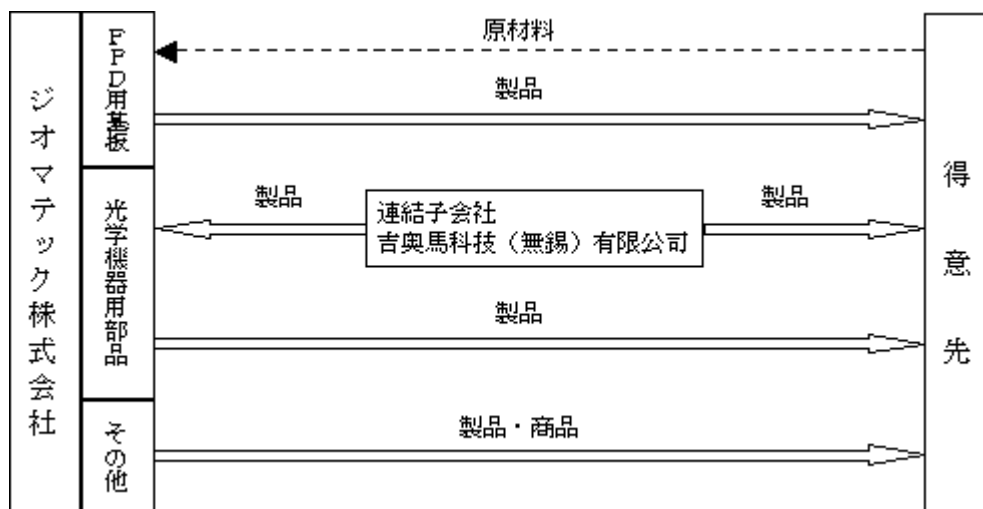 ジオマテック株式会社
FPD用基板
光学機器用部品
その他
原材料
製品
製品
連結子会社
吉奥馬科技（無錫）有限公司
製品
製品
製品・商品
得意先